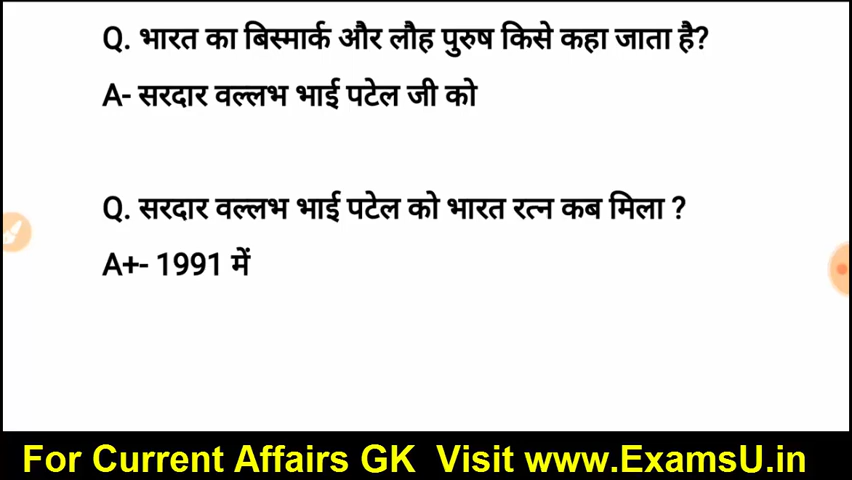 Q. भारत का बिस्मार्क और लौह पुरुष किसे कहा जाता है?
A- सरदार वल्लभ भाई पटेल जी को
Q. सरदार वल्लभ भाई पटेल को भारत रत्न कब मिला ?
A+- 1991 में
For Current Affairs GK Visit www.ExamsU.in